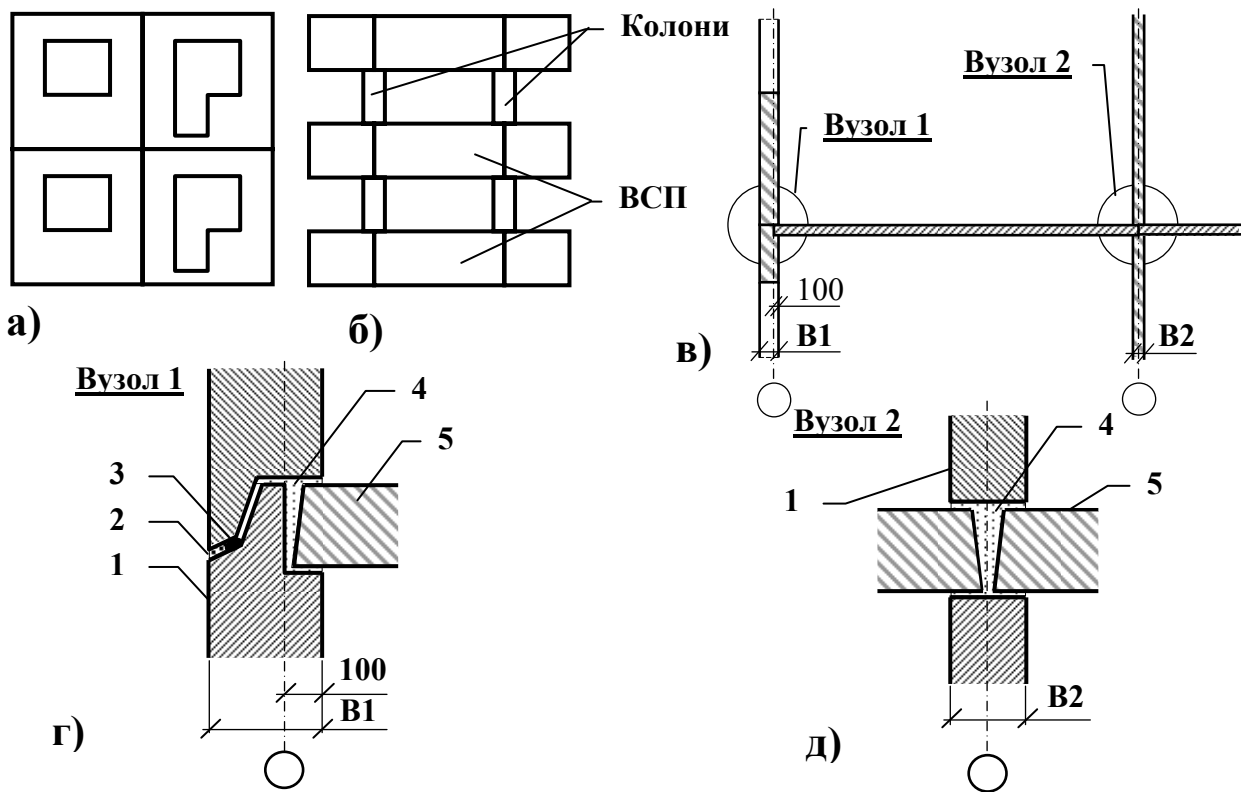 Колони
ВСП
а)
б)
Вузол 1
Вузол 2
100
В1
В2
в)
Вузол 1
4
5
3
2
1
100
В1
г)
Вузол 2
4
1
5
В2
д)